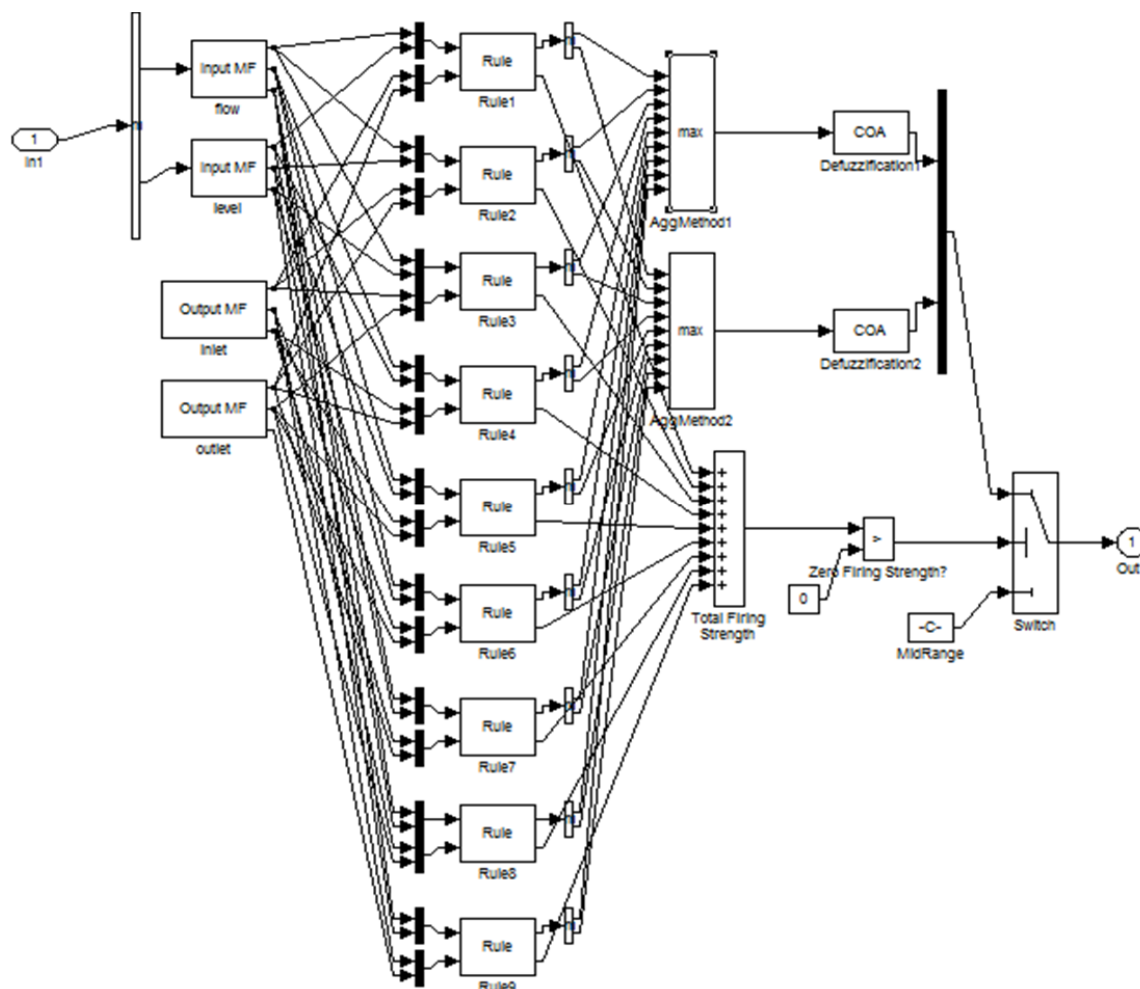 1
In1
Input MF
flow
Input MF
level
Output MF
inlet
Output MF
outlet
Rule
Rule1
Rule
Rule2
Rule
Rule3
Rule
Rule4
Rule
Rule5
Rule
Rule6
Rule
Rule7
Rule
Rule8
Rule
Rule9
max
AggMethod1
max
AggMethod2
COA
Defuzzification1
COA
Defuzzification2
+
+
+
+
+
+
+
+
+
Total Firing
Strength
>
Zero Firing Strength?
0
-C-
MidRange
Switch
1
Out